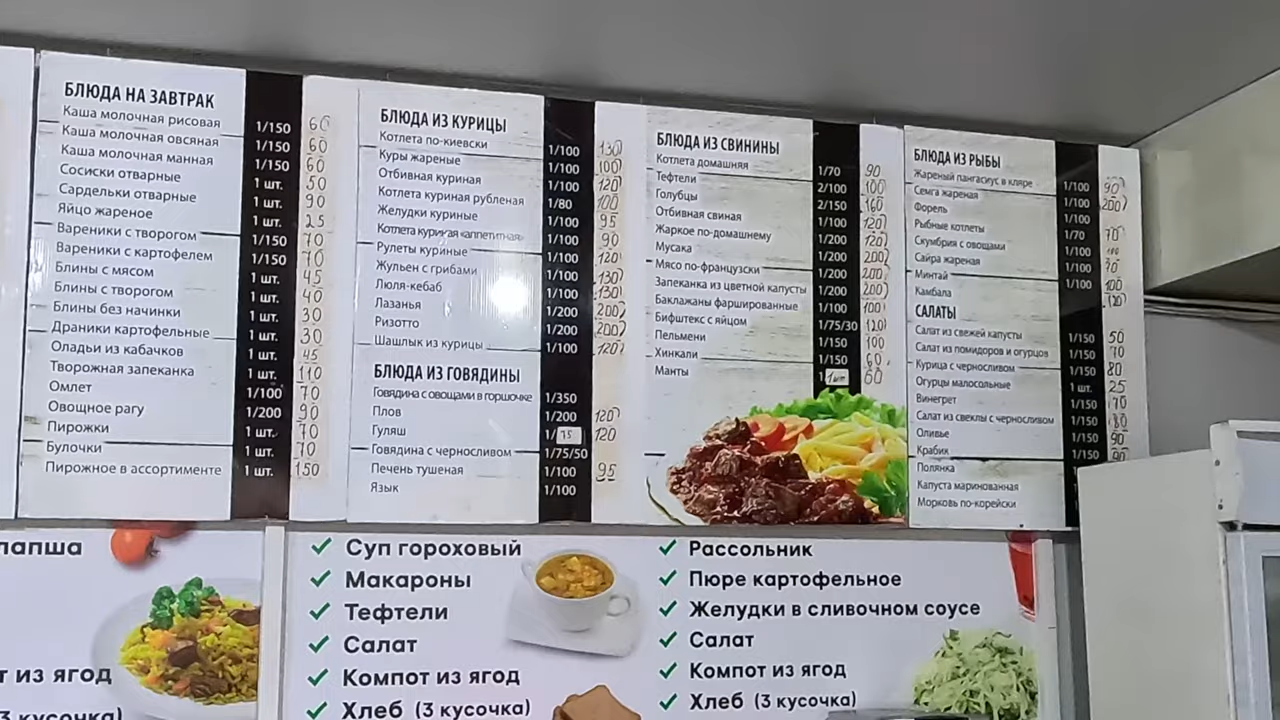 БЛЮДА НА ЗАВТРАК
Каша молочная рисовая 1/150 60
Каша молочная овсяная 1/150 60
Каша молочная манная 1/150 60
Сосиски отварные 1 шт. 50
Сардельки отварные 1 шт. 90
Яйцо жареное 1 шт. 25
Вареники с творогом 1/150 70
Вареники с картофелем 1/150 70
Блины с мясом 1 шт. 45
Блины с творогом 1 шт. 40
Блины без начинки 1 шт. 30
Драники картофельные 1 шт. 30
Оладьи из кабачков 1 шт. 45
Творожная запеканка 1 шт. 110
Омлет 1/100 70
Овощное рагу 1/200 90
Пирожки 1 шт. 70
Булочки 1 шт. 70
Пирожное в ассортименте 1 шт. 150
БЛЮДА ИЗ КУРИЦЫ
Котлета по-киевски 1/100 130
Куры жареные 1/100 100
Отбивная куриная 1/100 120
Котлета куриная рубленая 1/80 100
Желудки куриные 1/100 95
Котлета куриная «аппетитная» 1/100 90
Рулеты куриные 1/100 120
Жульен с грибами 1/100 130
Люля-кебаб 1/100 130
Лазанья 1/200 200
Ризотто 1/200 200
Шашлык из курицы 1/100 120
БЛЮДА ИЗ ГОВЯДИНЫ
Говядина с овощами в горшочке 1/350
Плов 1/200 120
Гуляш 1/75 120
Говядина с черносливом 1/75/50
Печень тушеная 1/100 95
Язык 1/100
БЛЮДА ИЗ СВИНИНЫ
Котлета домашняя 1/70 90
Тефтели 2/100 100
Голубцы 2/150 160
Отбивная свиная 1/100 120
Жаркое по-домашнему 1/200 120
Мусака 1/200 200
Мясо по-французски 1/200 200
Запеканка из цветной капусты 1/200 200
Баклажаны фаршированные 1/100 100
Бифштекс с яйцом 1/75/30 120
Пельмени 1/150 100
Хинкали 1/150 60
Манты 1 шт 60
БЛЮДА ИЗ РЫБЫ
Жареный пангасиус в кляре 1/100 90
Семга жареная 1/100 200
Форель 1/100
Рыбные котлеты 1/70 70
Скумбрия с овощами 1/100 100
Сайра жареная 1/100 70
Минтай 1/100 100
Камбала 120
САЛАТЫ
Салат из свежей капусты 1/150 50
Салат из помидоров и огурцов 1/150 70
Курица с черносливом 1/150 80
Огурцы малосольные 1 шт. 25
Винегрет 1/150 70
Салат из свеклы с черносливом 1/150 80
Оливье 1/150 90
Крабик 1/150 90
Полянка
Капуста маринованная
Морковь по-корейски
лапша
т из ягод
(3 кусочка)
Суп гороховый
Макароны
Тефтели
Салат
Компот из ягод
Хлеб (3 кусочка)
Рассольник
Пюре картофельное
Желудки в сливочном соусе
Салат
Компот из ягод
Хлеб (3 кусочка)